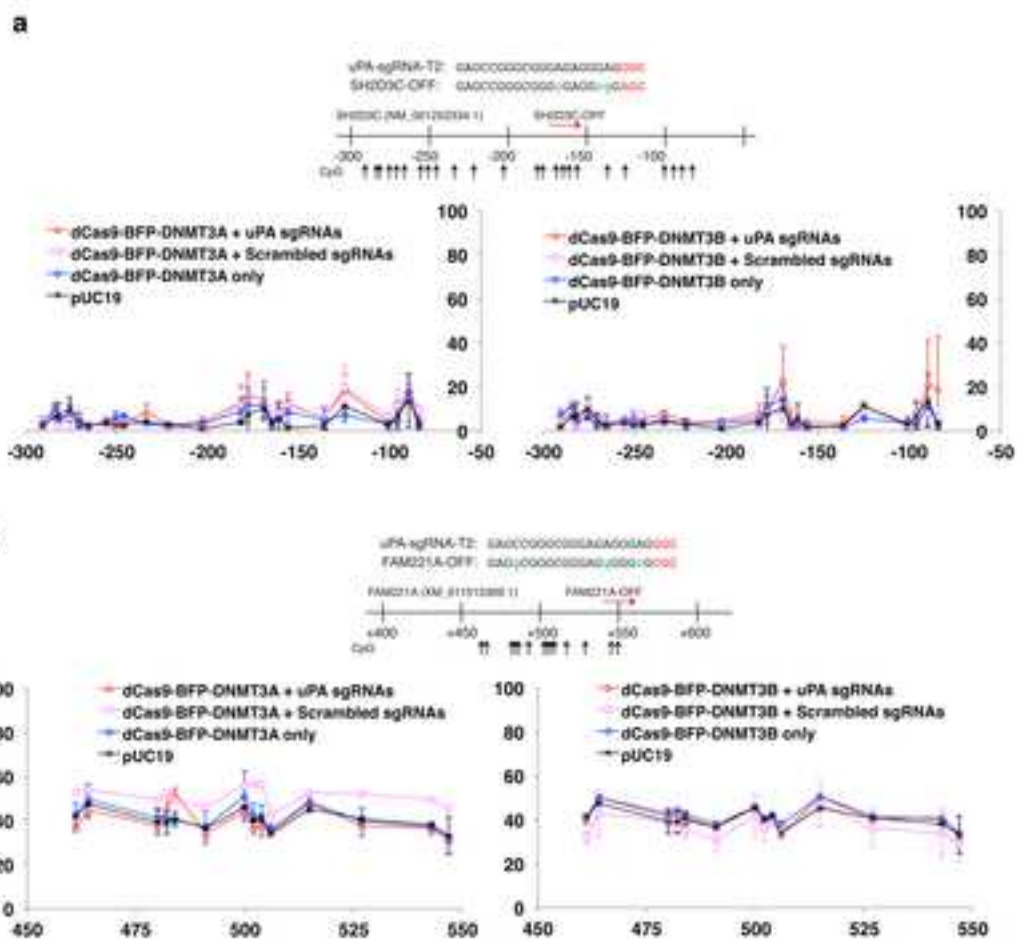 a
uPA-sgRNA-T2:
SH2D3C-OFF:
SH2D3C-OFF
-300 -250 -200 -150 -100
CpG
dCas9-BFP-DNMT3A + uPA sgRNAs
dCas9-BFP-DNMT3A + Scrambled sgRNAs
dCas9-BFP-DNMT3A only
pUC19
100
80
60
40
20
0
-300 -250 -200 -150 -100 -50
dCas9-BFP-DNMT3B + uPA sgRNAs
dCas9-BFP-DNMT3B + Scrambled sgRNAs
dCas9-BFP-DNMT3B only
pUC19
100
80
60
40
20
0
-300 -250 -200 -150 -100 -50
uPA-sgRNA-T2:
FAM221A-OFF:
FAM221A-OFF
+400 +450 +500 +550 +600
CpG
dCas9-BFP-DNMT3A + uPA sgRNAs
dCas9-BFP-DNMT3A + Scrambled sgRNAs
dCas9-BFP-DNMT3A only
pUC19
0
450 475 500 525 550
dCas9-BFP-DNMT3B + uPA sgRNAs
dCas9-BFP-DNMT3B + Scrambled sgRNAs
dCas9-BFP-DNMT3B only
pUC19
100
80
60
40
20
0
450 475 500 525 550